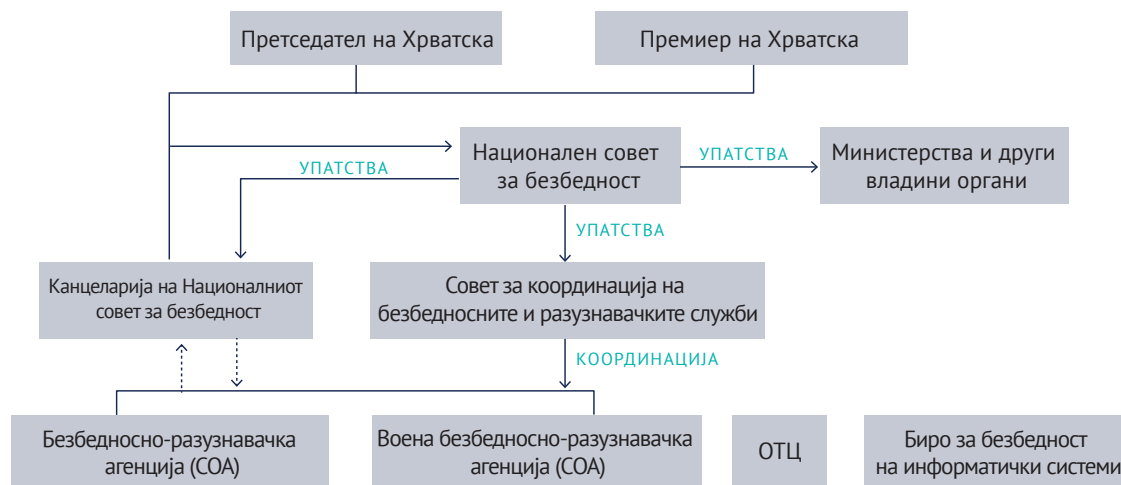 Претседател на Хрватска
Премиер на Хрватска
Национален совет
за безбедност
УПАТСТВА
Министерства и други
владини органи
УПАТСТВА
УПАТСТВА
Канцеларија на Националниот
совет за безбедност
Совет за координација на
безбедносните и разузнавачките служби
КООРДИНАЦИЈА
Безбедносно-разузнавачка
агенција (СОА)
Воена безбедносно-разузнавачка
агенција (СОА)
ОТЦ
Биро за безбедност
на информатички системи